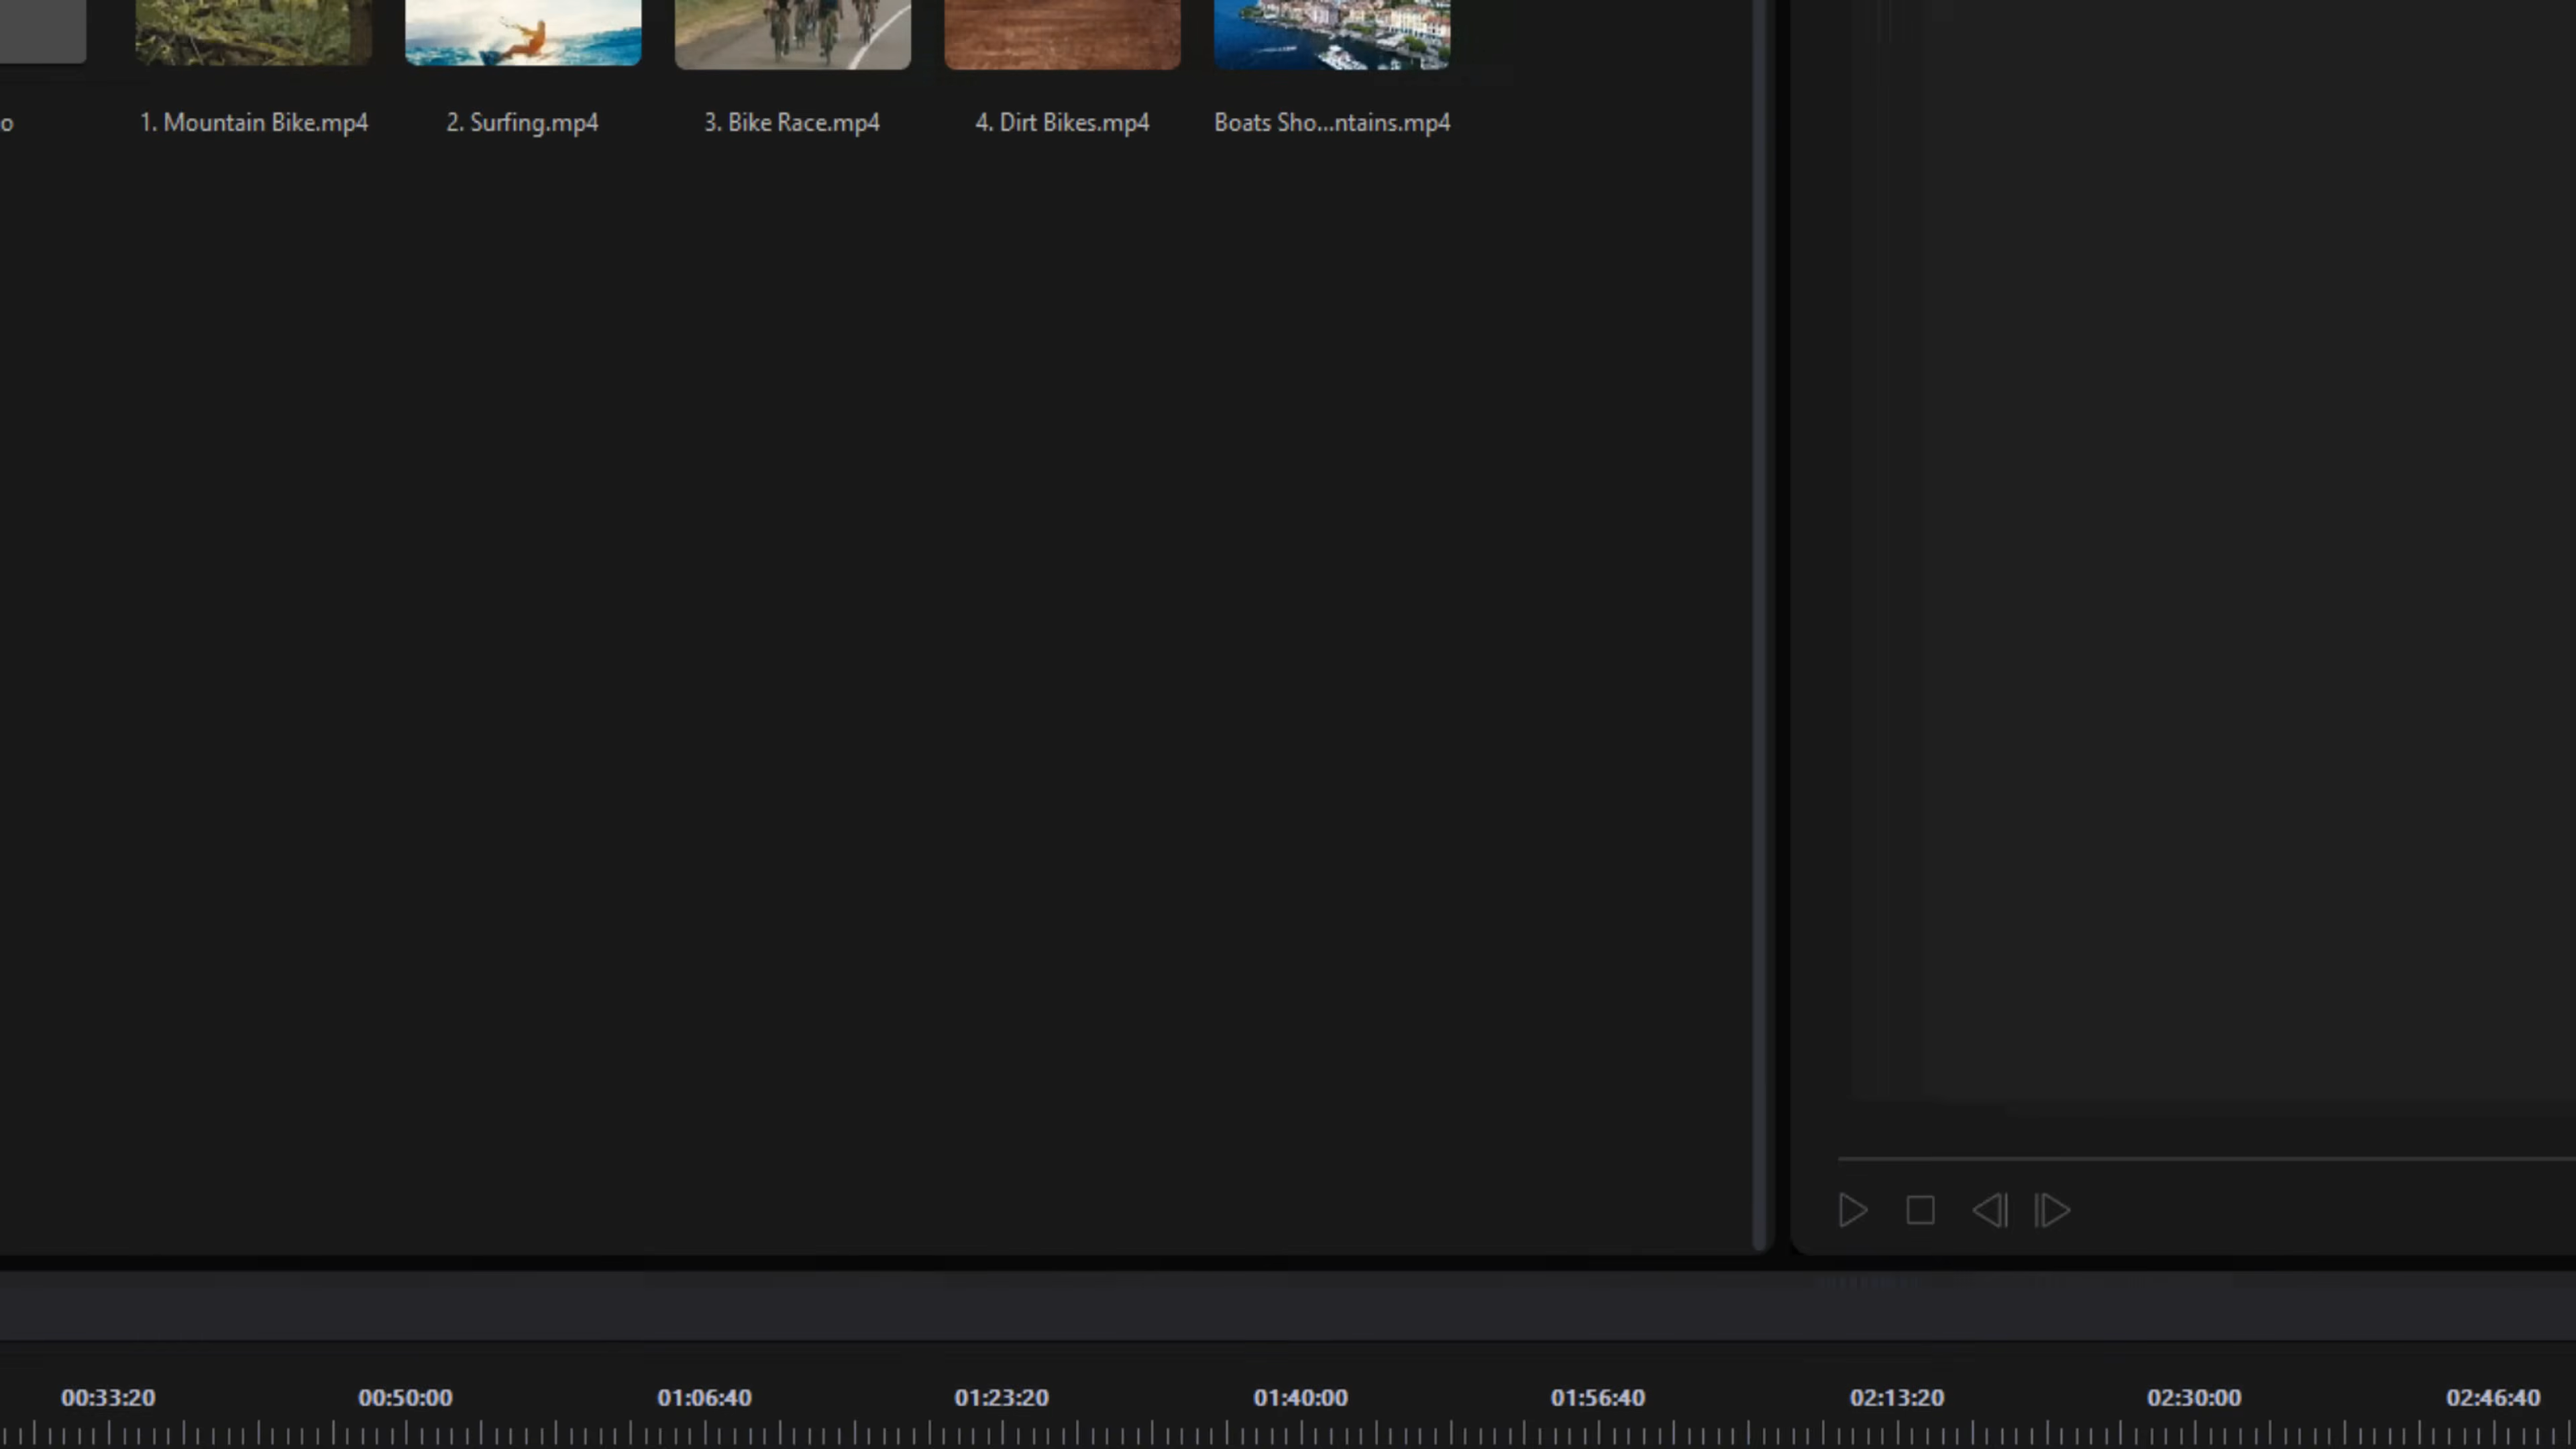 o
1. Mountain Bike.mp4
2. Surfing.mp4
3. Bike Race.mp4
4. Dirt Bikes.mp4
Boats Sho...ntains.mp4
00:33:20
00:50:00
01:06:40
01:23:20
01:40:00
01:56:40
02:13:20
02:30:00
02:46:40